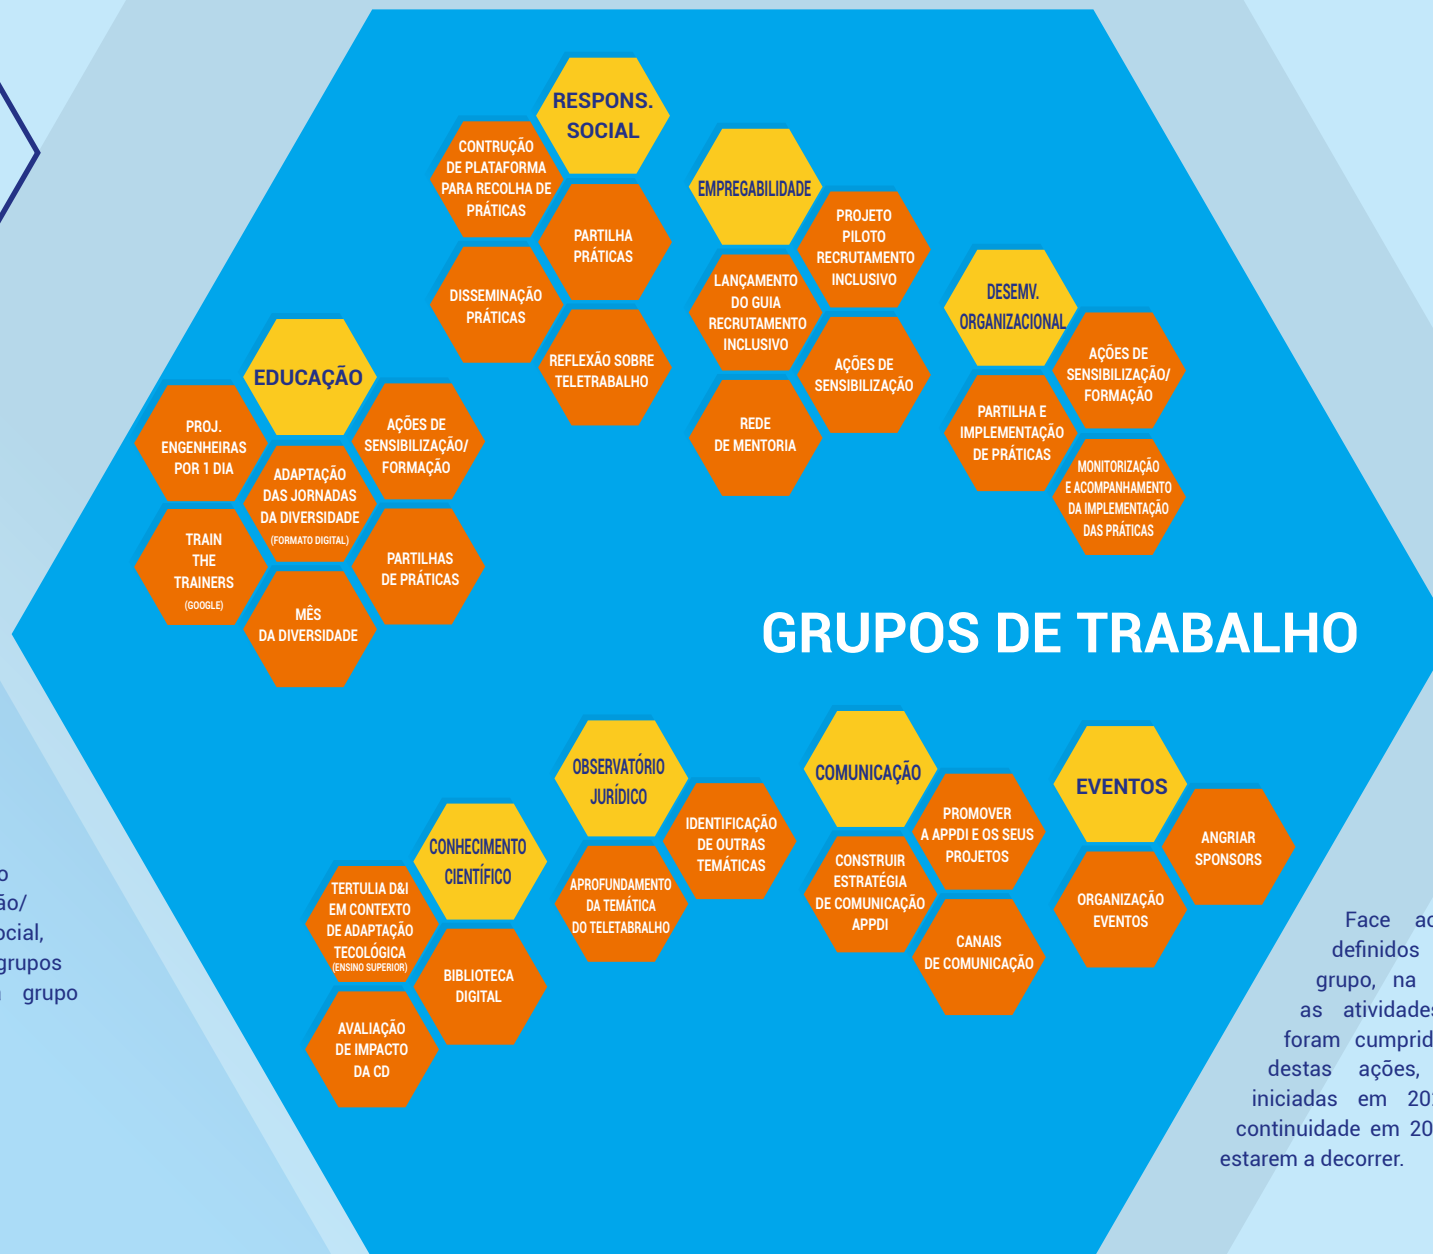 RESPONS.
SOCIAL
CONTRUÇÃO
DE PLATAFORMA
PARA RECOLHA DE
PRÁTICAS
PARTILHA
PRÁTICAS
DISSEMINAÇÃO
PRÁTICAS
REFLEXÃO SOBRE
TELETRABALHO
EMPREGABILIDADE
PROJETO
PILOTO
RECRUTAMENTO
INCLUSIVO
LANÇAMENTO
DO GUIA
RECRUTAMENTO
INCLUSIVO
AÇÕES DE
SENSIBILIZAÇÃO
REDE
DE MENTORIA
DESEMV.
ORGANIZACIONAL
AÇÕES DE
SENSIBILIZAÇÃO/
FORMAÇÃO
PARTILHA E
IMPLEMENTAÇÃO
DE PRÁTICAS
MONITORIZAÇÃO
E ACOMPANHAMENTO
DA IMPLEMENTAÇÃO
DAS PRÁTICAS
EDUCAÇÃO
PROJ.
ENGENHEIRAS
POR 1 DIA
AÇÕES DE
SENSIBILIZAÇÃO/
FORMAÇÃO
ADAPTAÇÃO
DAS JORNADAS
DA DIVERSIDADE
(FORMATO DIGITAL)
TRAIN
THE
TRAINERS
(GOOGLE)
PARTILHAS
DE PRÁTICAS
MÊS
DA DIVERSIDADE
GRUPOS DE TRABALHO
CONHECIMENTO
CIENTÍFICO
TERTULIA D&I
EM CONTEXTO
DE ADAPTAÇÃO
TECOLÓGICA
(ENSINO SUPERIOR)
BIBLIOTECA
DIGITAL
AVALIAÇÃO
DE IMPACTO
DA CD
OBSERVATÓRIO
JURÍDICO
IDENTIFICAÇÃO
DE OUTRAS
TEMÁTICAS
APROFUNDAMENTO
DA TEMÁTICA
DO TELETABRALHO
COMUNICAÇÃO
PROMOVER
A APPDI E OS SEUS
PROJETOS
CONSTRUIR
ESTRATÉGIA
DE COMUNICAÇÃO
APPDI
CANAIS
DE COMUNICAÇÃO
EVENTOS
ANGRIAR
SPONSORS
ORGANIZAÇÃO
EVENTOS
o
ão/
ocial,
grupos
grupo
Face
definidos
grupo, na
as atividades
foram cumprid
destas ações,
iniciadas em 20
continuidade em 20
estarem a decorrer.